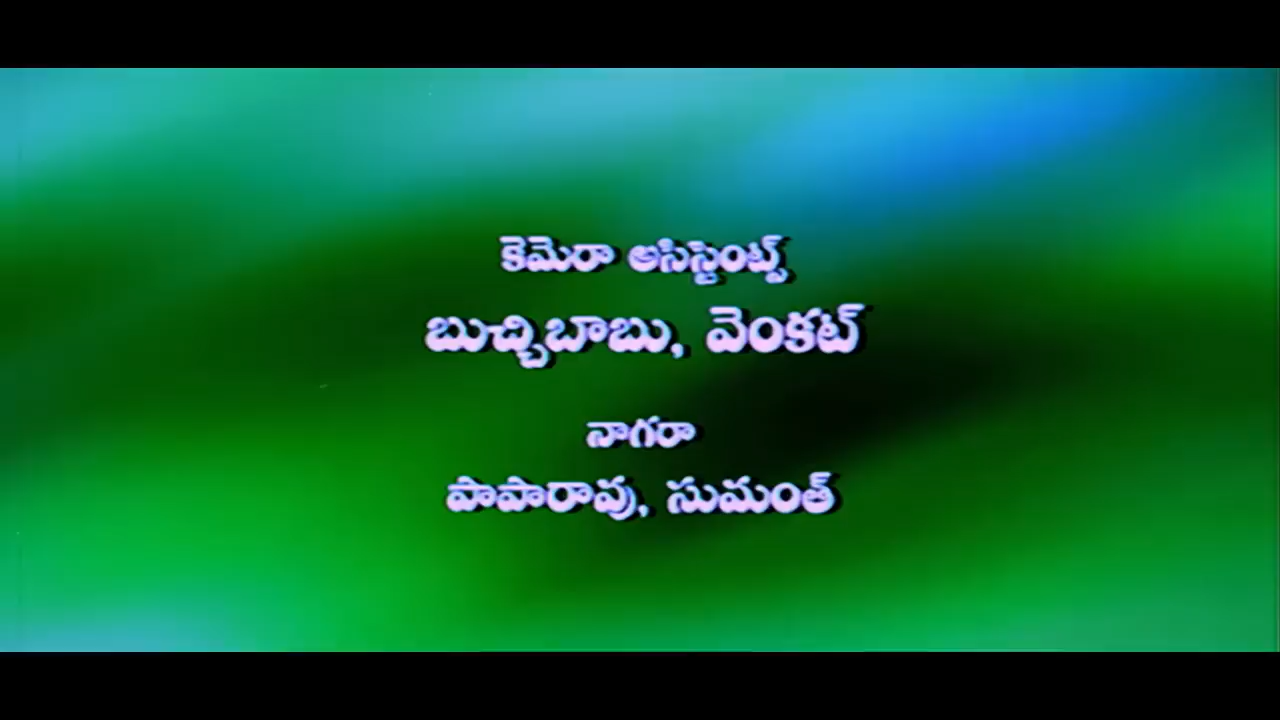 కెమెరా అసిస్టెంట్స్
బుచ్చిబాబు, వెంకట్
నాగరా
పాపారావు, సుమంత్